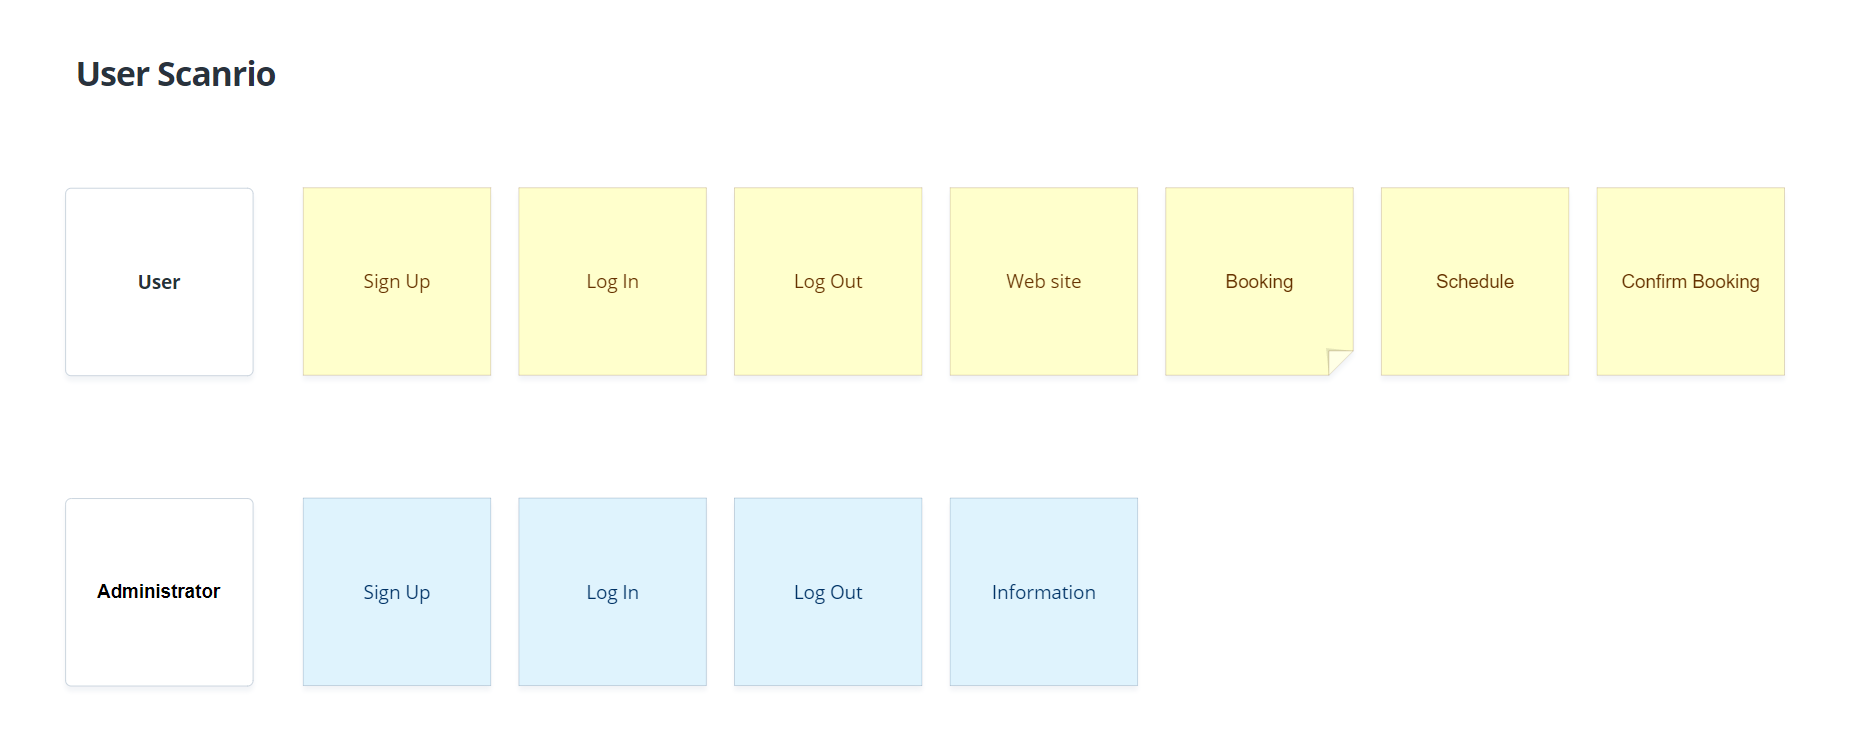 User Scanrio
User
Sign Up
Log In
Log Out
Web site
Booking
Schedule
Confirm Booking
Administrator
Sign Up
Log In
Log Out
Information